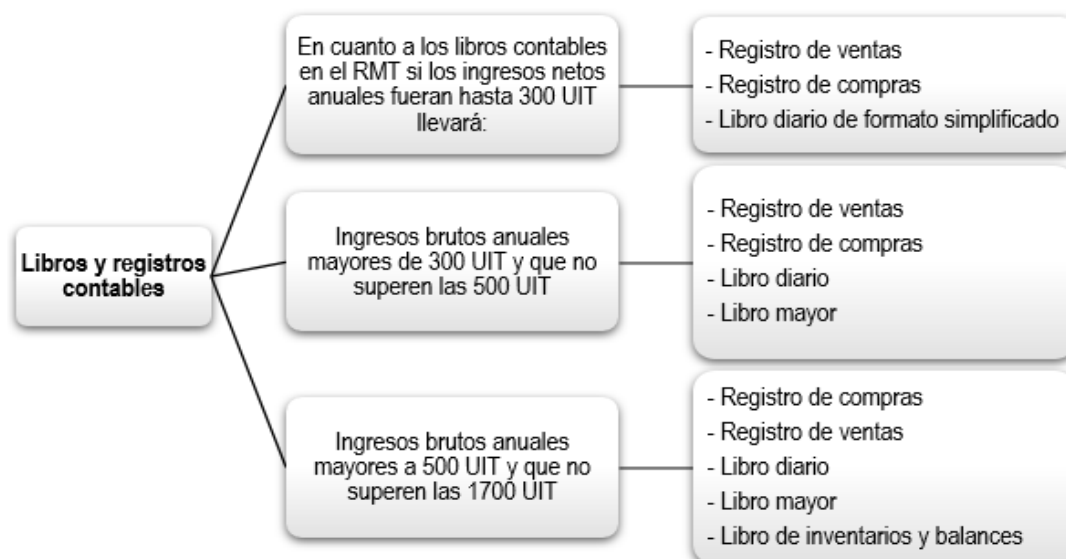 Libros y registros
contables
En cuanto a los libros contables
en el RMT si los ingresos netos
anuales fueran hasta 300 UIT
llevará:
- Registro de ventas
- Registro de compras
- Libro diario de formato simplificado
Ingresos brutos anuales
mayores de 300 UIT y que no
superen las 500 UIT
- Registro de ventas
- Registro de compras
- Libro diario
- Libro mayor
Ingresos brutos anuales
mayores a 500 UIT y que no
superen las 1700 UIT
- Registro de compras
- Registro de ventas
- Libro diario
- Libro mayor
- Libro de inventarios y balances